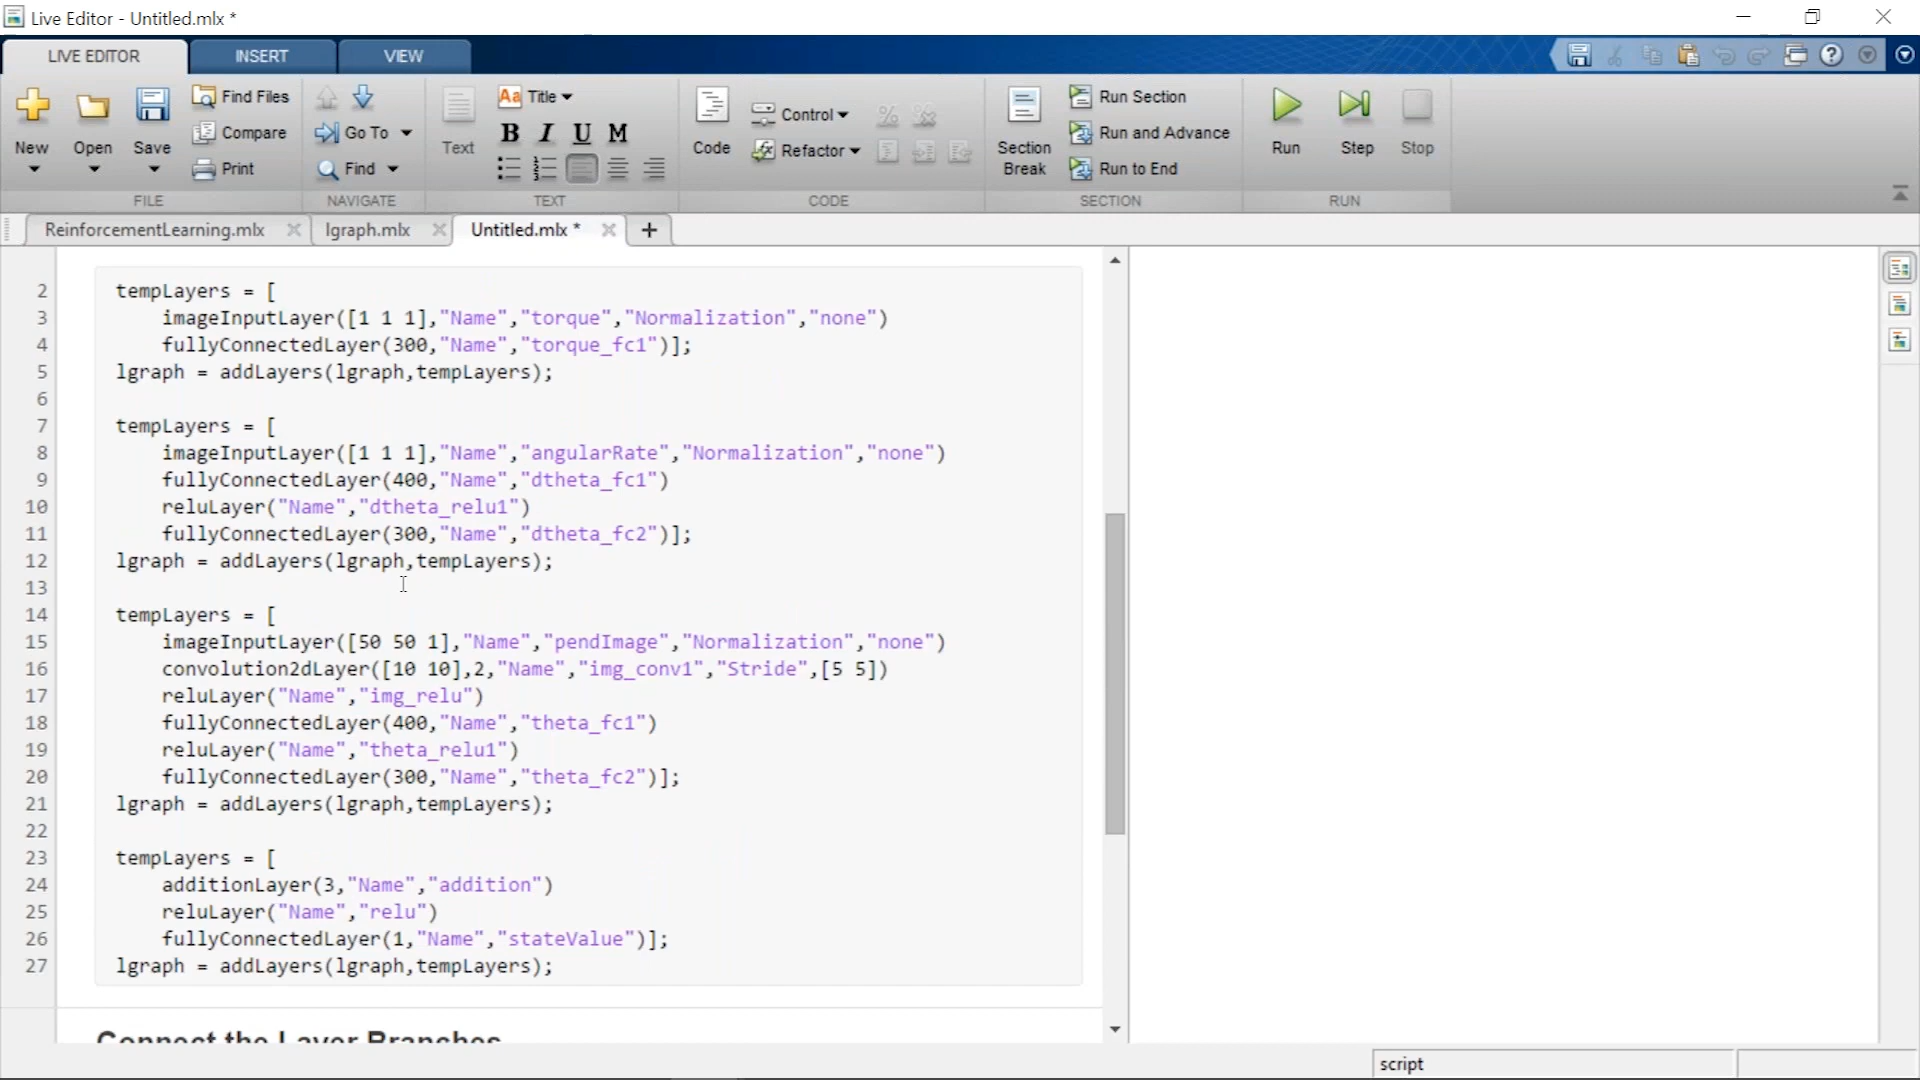 Live Editor - Untitled.mlx *
LIVE EDITOR
INSERT
VIEW
New
Open
Save
Find Files
Compare
Print
FILE
Go To
Find
NAVIGATE
Text
Aa Title
B I U M
TEXT
Code
Control
Refactor
CODE
Section Break
Run Section
Run and Advance
Run to End
SECTION
Run
Step
Stop
RUN
ReinforcementLearning.mlx
lgraph.mlx
Untitled.mlx *
2 tempLayers = [
3 imageInputLayer([1 1 1],"Name","torque","Normalization","none")
4 fullyConnectedLayer(300,"Name","torque_fc1")];
5 lgraph = addLayers(lgraph,tempLayers);
6
7 tempLayers = [
8 imageInputLayer([1 1 1],"Name","angularRate","Normalization","none")
9 fullyConnectedLayer(400,"Name","dtheta_fc1")
10 reluLayer("Name","dtheta_relu1")
11 fullyConnectedLayer(300,"Name","dtheta_fc2")];
12 lgraph = addLayers(lgraph,tempLayers);
13
14 tempLayers = [
15 imageInputLayer([50 50 1],"Name","pendImage","Normalization","none")
16 convolution2dLayer([10 10],2,"Name","img_conv1","Stride",[5 5])
17 reluLayer("Name","img_relu")
18 fullyConnectedLayer(400,"Name","theta_fc1")
19 reluLayer("Name","theta_relu1")
20 fullyConnectedLayer(300,"Name","theta_fc2")];
21 lgraph = addLayers(lgraph,tempLayers);
22
23 tempLayers = [
24 additionLayer(3,"Name","addition")
25 reluLayer("Name","relu")
26 fullyConnectedLayer(1,"Name","stateValue")];
27 lgraph = addLayers(lgraph,tempLayers);
Connect the Layer Branches
script